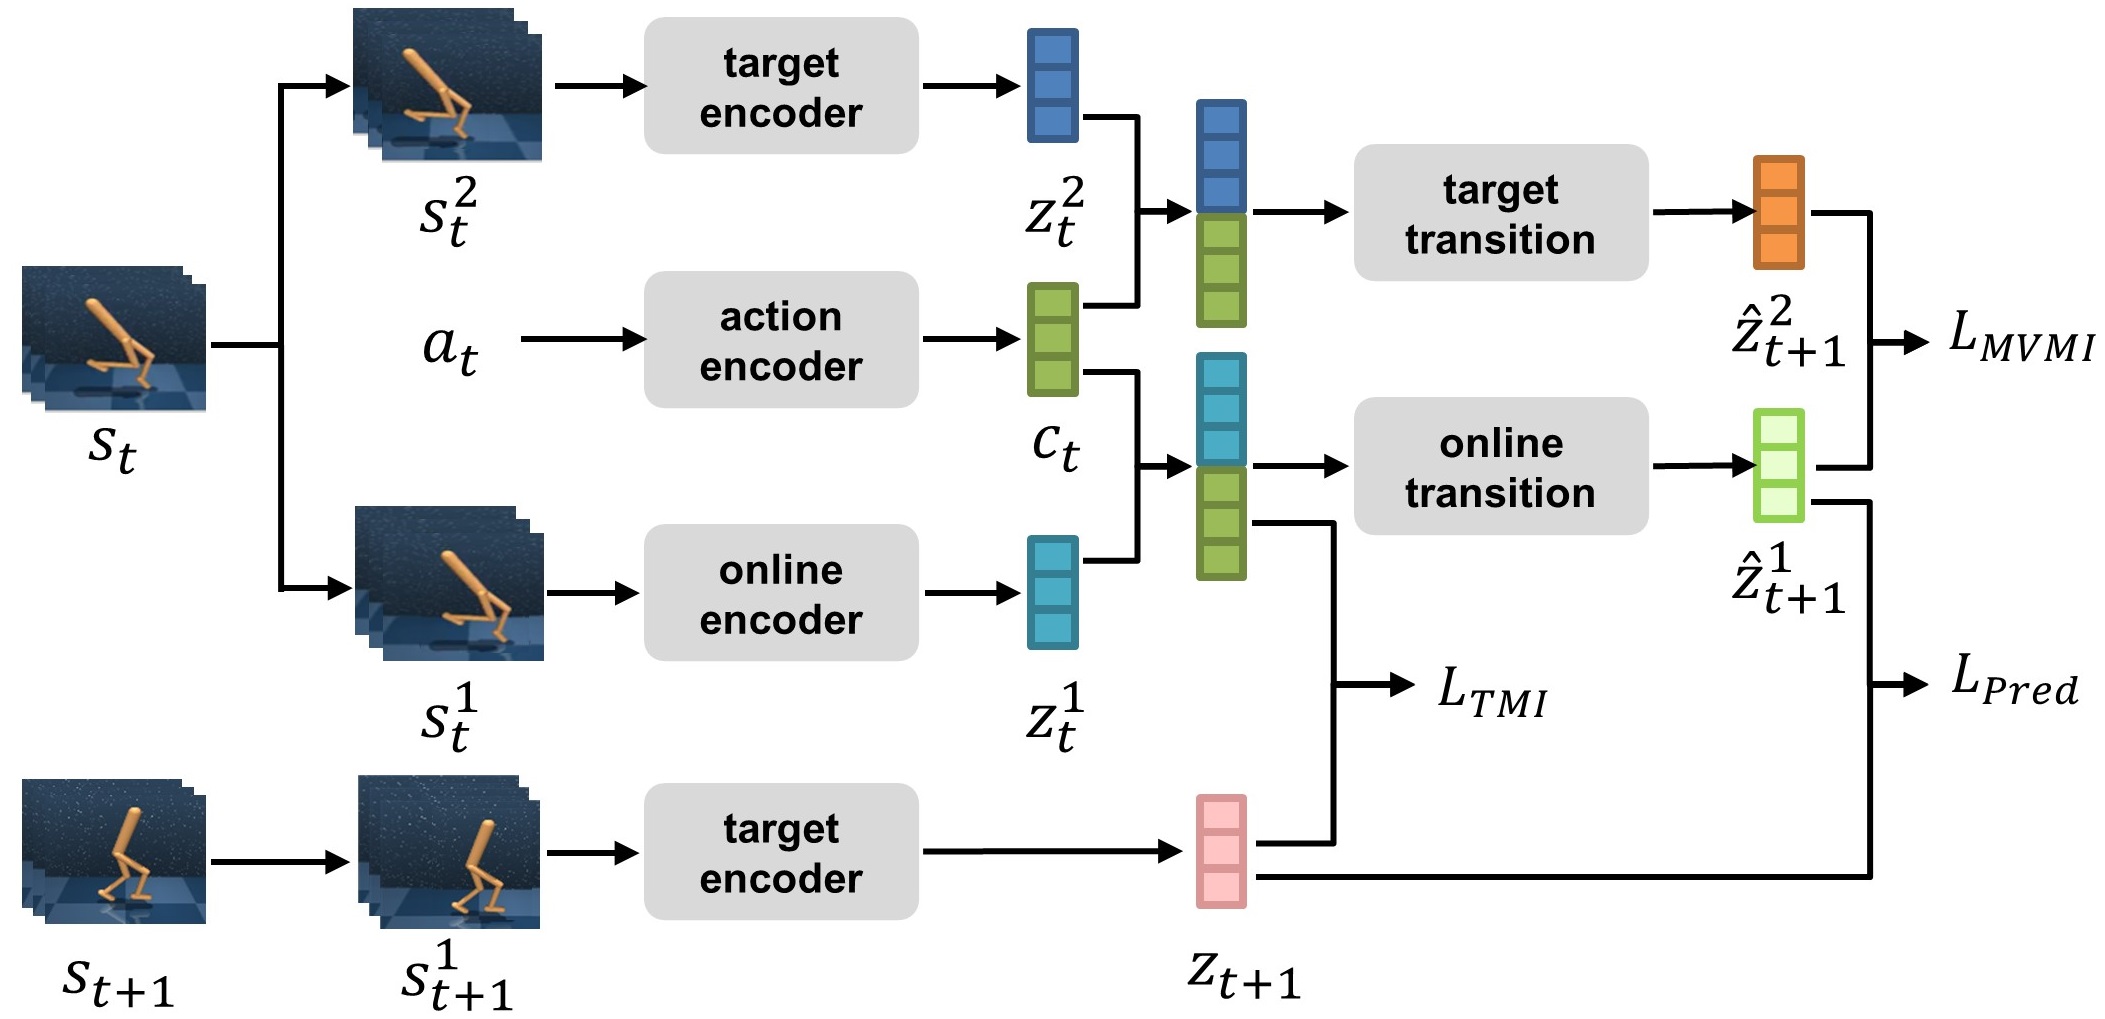 target
encoder
s_t^2
z_t^2
target
transition
ẑ_{t+1}^2
action
encoder
a_t
c_t
s_t
L_{MVMI}
online
transition
ẑ_{t+1}^1
online
encoder
s_t^1
z_t^1
L_{TMI}
L_{Pred}
target
encoder
s_{t+1}
s_{t+1}^1
z_{t+1}